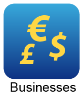 € $
£
Businesses